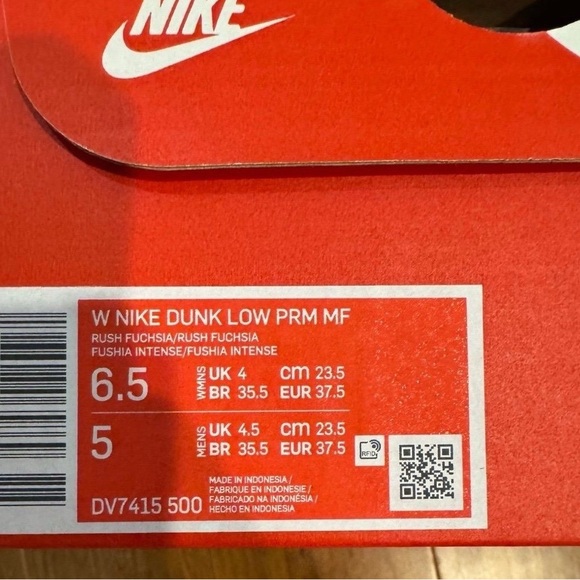 NIKE
W NIKE DUNK LOW PRM MF
RUSH FUCHSIA/RUSH FUCHSIA
FUSHIA INTENSE/FUSHIA INTENSE
6.5 WMNS UK 4 cm 23.5
BR 35.5 EUR 37.5
5 MENS UK 4.5 cm 23.5
BR 35.5 EUR 37.5
RFID
DV7415 500
MADE IN INDONESIA/
FABRIQUE EN INDONESIE/
FABRICADO NA INDONÉSIA/
HECHO EN INDONESIA